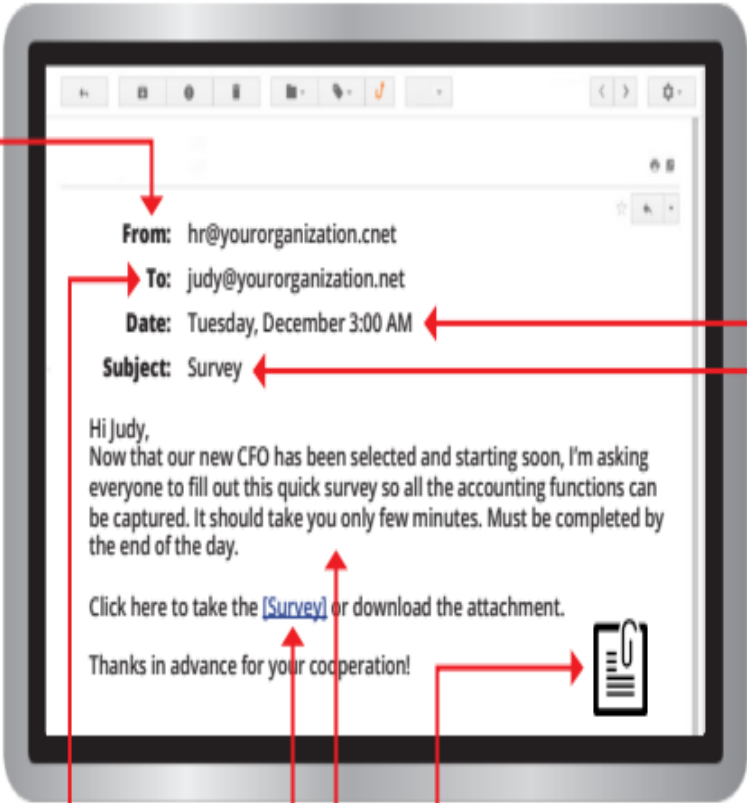 From: hr@yourorganization.cnet
To: judy@yourorganization.net
Date: Tuesday, December 3:00 AM
Subject: Survey
Hi Judy,
Now that our new CFO has been selected and starting soon, I'm asking
everyone to fill out this quick survey so all the accounting functions can
be captured. It should take you only few minutes. Must be completed by
the end of the day.
Click here to take the [Survey] or download the attachment.
Thanks in advance for your cooperation!